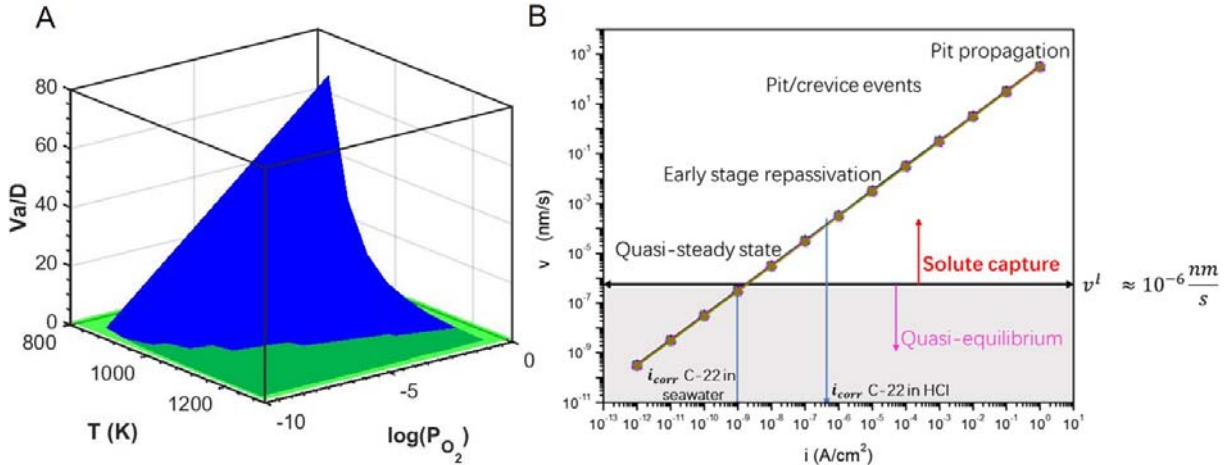 A
Va/D
80
60
40
20
0
800
1000
1200
T (K)
-10
-5
0
log(P_{O_2})
B
v (nm/s)
10^3
10^1
10^{-1}
10^{-3}
10^{-5}
10^{-7}
10^{-9}
10^{-11}
Pit propagation
Pit/crevice events
Early stage repassivation
Quasi-steady state
Solute capture
v^l ≈ 10^{-6} nm/s
Quasi-equilibrium
i_{corr} C-22 in
seawater
i_{corr} C-22 in HCl
10^{-13} 10^{-12} 10^{-11} 10^{-10} 10^{-9} 10^{-8} 10^{-7} 10^{-6} 10^{-5} 10^{-4} 10^{-3} 10^{-2} 10^{-1} 10^0 10^1
i (A/cm^2)